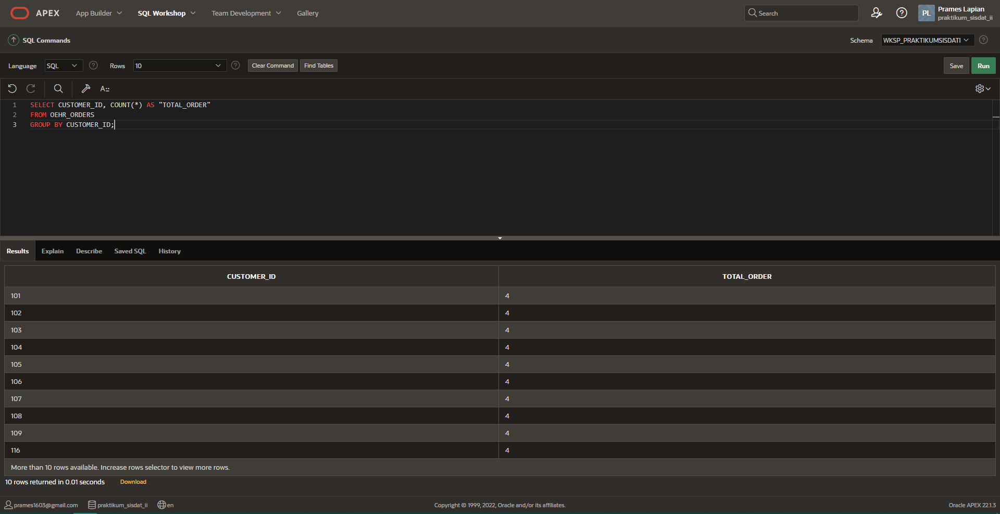 APEX App Builder SQL Workshop Team Development Gallery Search PL Prames Lapian
praktikum_sisdat_ii
SQL Commands Schema WKSP_PRAKTIKUMSISDATI
Language SQL Rows 10 Clear Command Find Tables Save Run
1 SELECT CUSTOMER_ID, COUNT(*) AS "TOTAL_ORDER"
2 FROM OEHR_ORDERS
3 GROUP BY CUSTOMER_ID;
Results Explain Describe Saved SQL History
CUSTOMER_ID TOTAL_ORDER
101 4
102 4
103 4
104 4
105 4
106 4
107 4
108 4
109 4
116 4
More than 10 rows available. Increase rows selector to view more rows.
10 rows returned in 0.01 seconds Download
prames1603@gmail.com praktikum_sisdat_ii en Copyright © 1999, 2022, Oracle and/or its affiliates. Oracle APEX 22.1.3